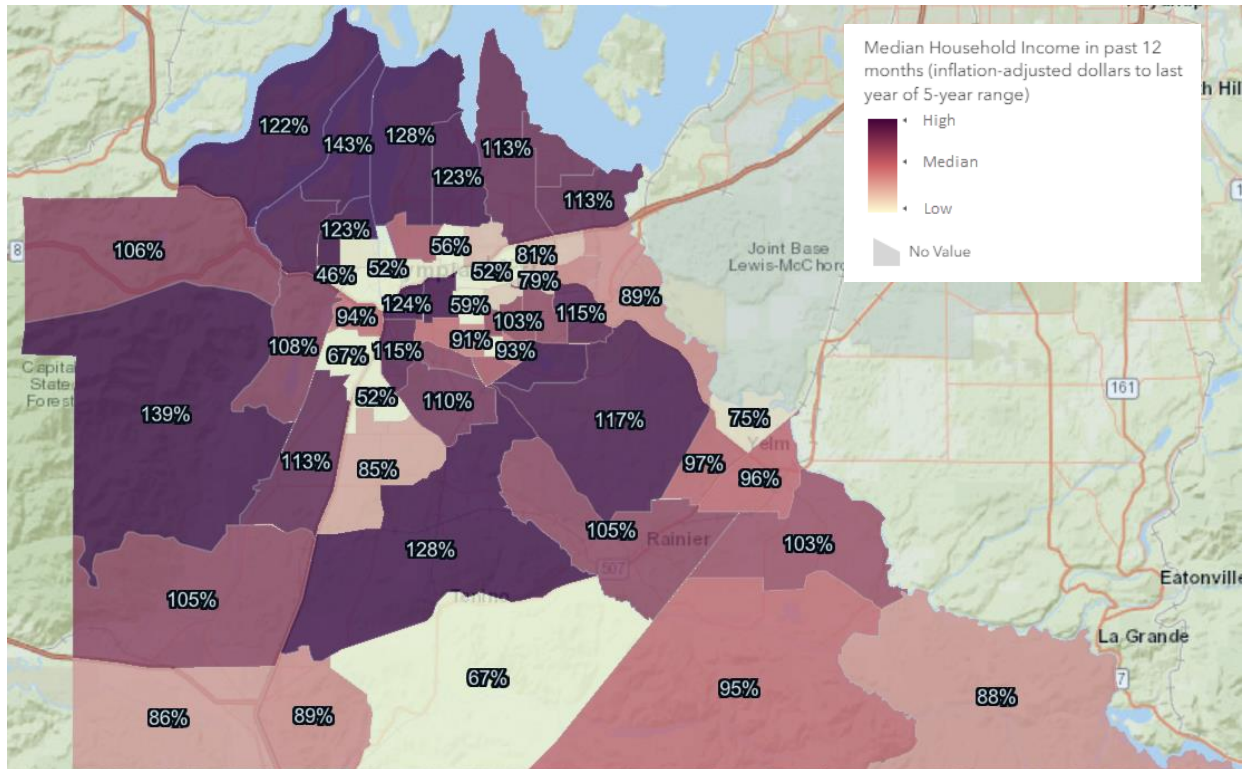 Median Household Income in past 12
months (inflation-adjusted dollars to last
year of 5-year range)
High
Median
Low
No Value
122%
143%
128%
113%
123%
113%
123%
106%
8
56%
81%
46%
52%
52%
79%
Joint Base
Lewis-McChor
89%
124%
59%
94%
103%
115%
108%
91%
67%
115%
93%
Capita
State
Forest
52%
110%
161
139%
117%
75%
Yelm
113%
85%
97%
96%
105%
Rainier
128%
103%
507
Eatonville
105%
Tenino
La Grande
67%
7
95%
88%
86%
89%